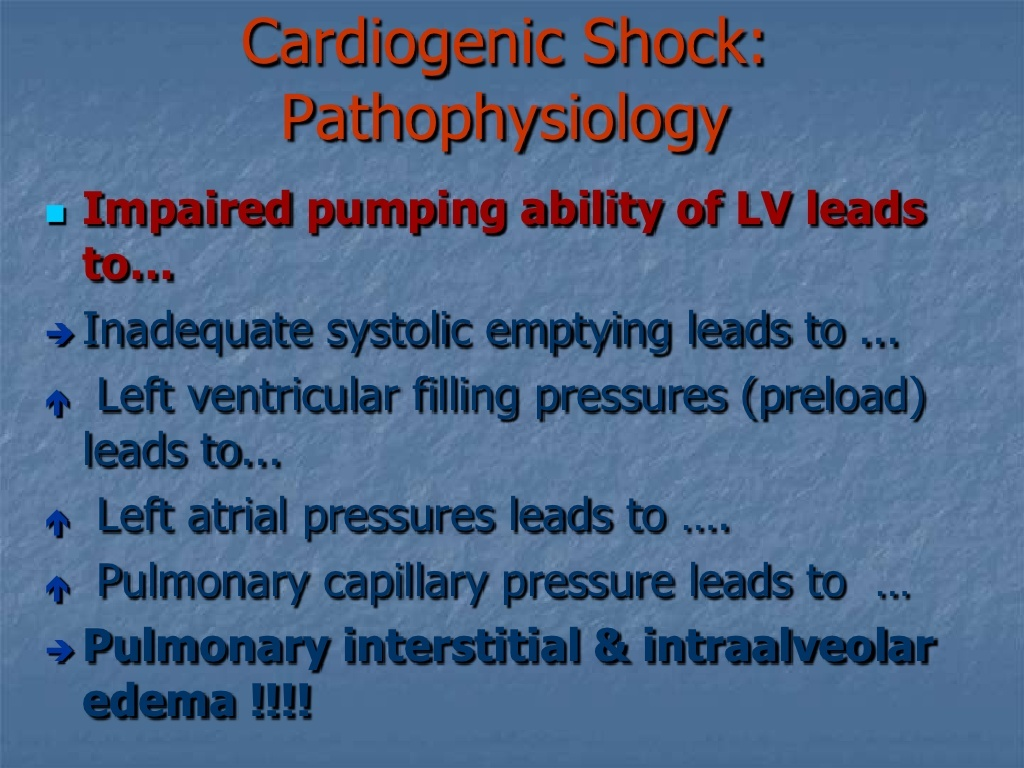 Cardiogenic Shock:
Pathophysiology
■ Impaired pumping ability of LV leads
to…
➔ Inadequate systolic emptying leads to ...
↑ Left ventricular filling pressures (preload)
leads to...
↑ Left atrial pressures leads to ….
↑ Pulmonary capillary pressure leads to ...
➔ Pulmonary interstitial & intraalveolar
edema !!!!